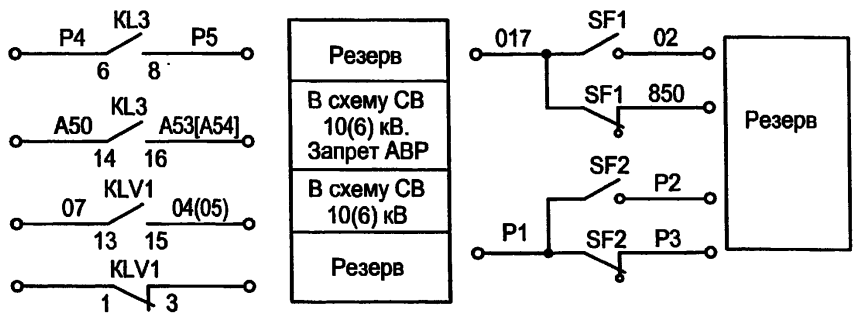 KL3
P4 P5
6 8
KL3
A50 A53[A54]
14 16
KLV1
07 04(05)
13 15
KLV1
1 3
Резерв
В схему СВ
10(6) кВ.
Запрет АВР
В схему СВ
10(6) кВ
Резерв
SF1
017 02
SF1 850
SF2
P2
P1 SF2 P3
Резерв